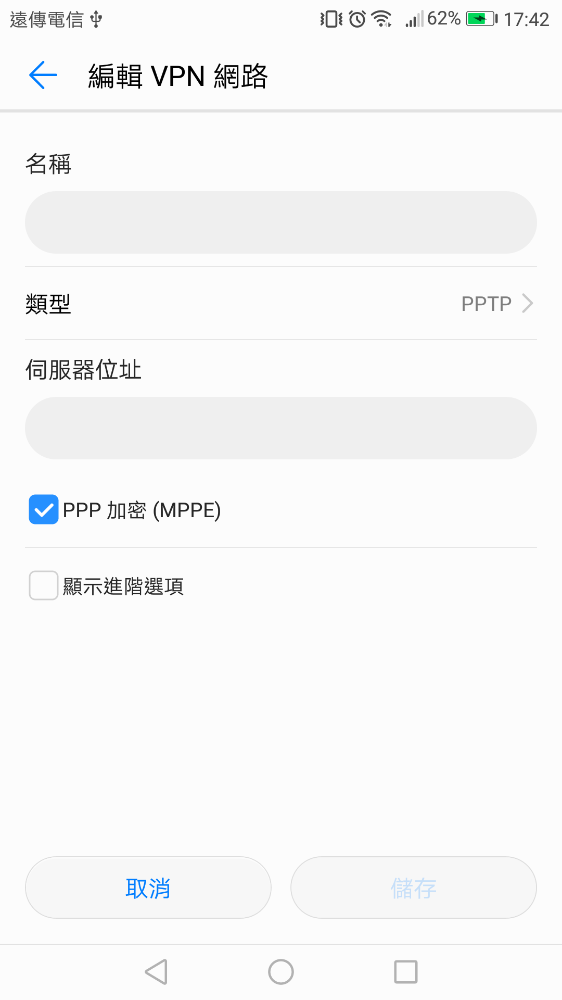 遠傳電信 62% 17:42
編輯 VPN 網路
名稱
類型 PPTP
伺服器位址
PPP 加密 (MPPE)
顯示進階選項
取消 儲存